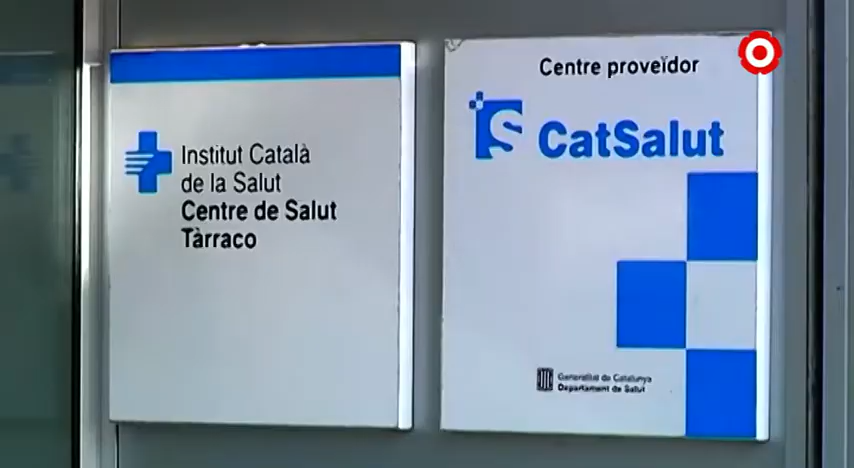 Institut Català
de la Salut
Centre de Salut
Tàrraco
Centre proveïdor
CatSalut
Generalitat de Catalunya
Departament de Salut